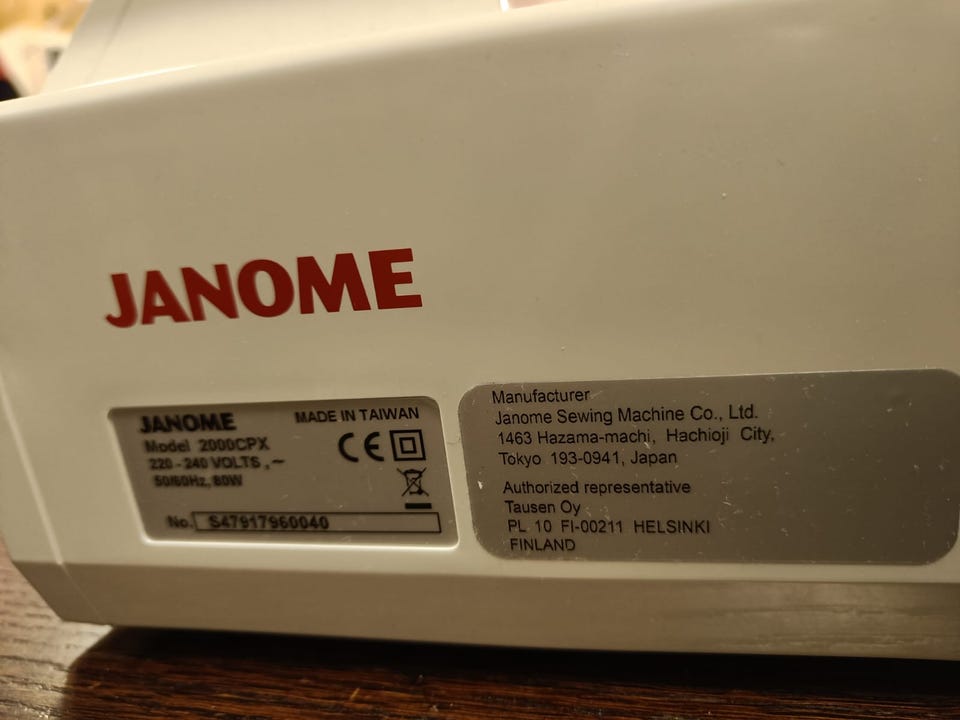 JANOME
JANOME MADE IN TAIWAN
Model 2000CPX
220 - 240 VOLTS , ~
50/60Hz, 80W
CE
No. S47917960040
Manufacturer
Janome Sewing Machine Co., Ltd.
1463 Hazama-machi, Hachioji City,
Tokyo 193-0941, Japan
Authorized representative
Tausen Oy
PL 10 FI-00211 HELSINKI
FINLAND